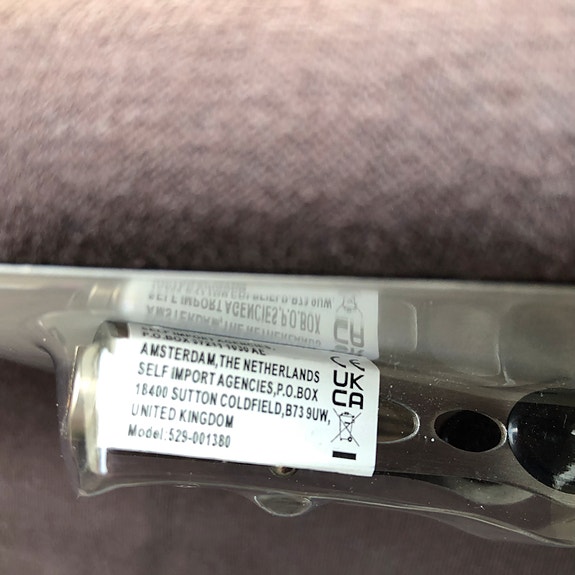 AMSTERDAM,THE NETHERLANDS
SELF IMPORT AGENCIES,P.O.BOX
18400 SUTTON COLDFIELD,B73 9UW,
UNITED KINGDOM
Model:529-001380
UK
CA